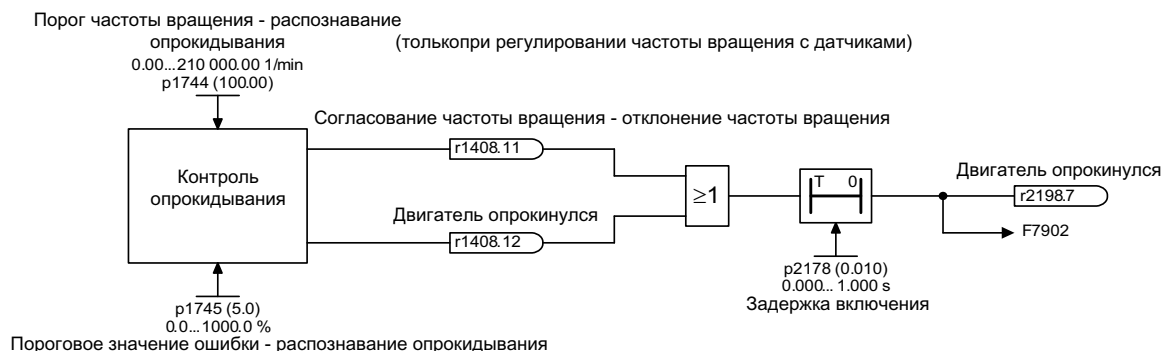 Порог частоты вращения - распознавание
опрокидывания
(толькопри регулировании частоты вращения с датчиками)
0.00...210 000.00 1/min
p1744 (100.00)
Согласование частоты вращения - отклонение частоты вращения
r1408.11
Контроль
опрокидывания
≥1
T 0
Двигатель опрокинулся
r2198.7
Двигатель опрокинулся
r1408.12
F7902
p2178 (0.010)
0.000... 1.000 s
Задержка включения
p1745 (5.0)
0.0...1000.0 %
Пороговое значение ошибки - распознавание опрокидывания